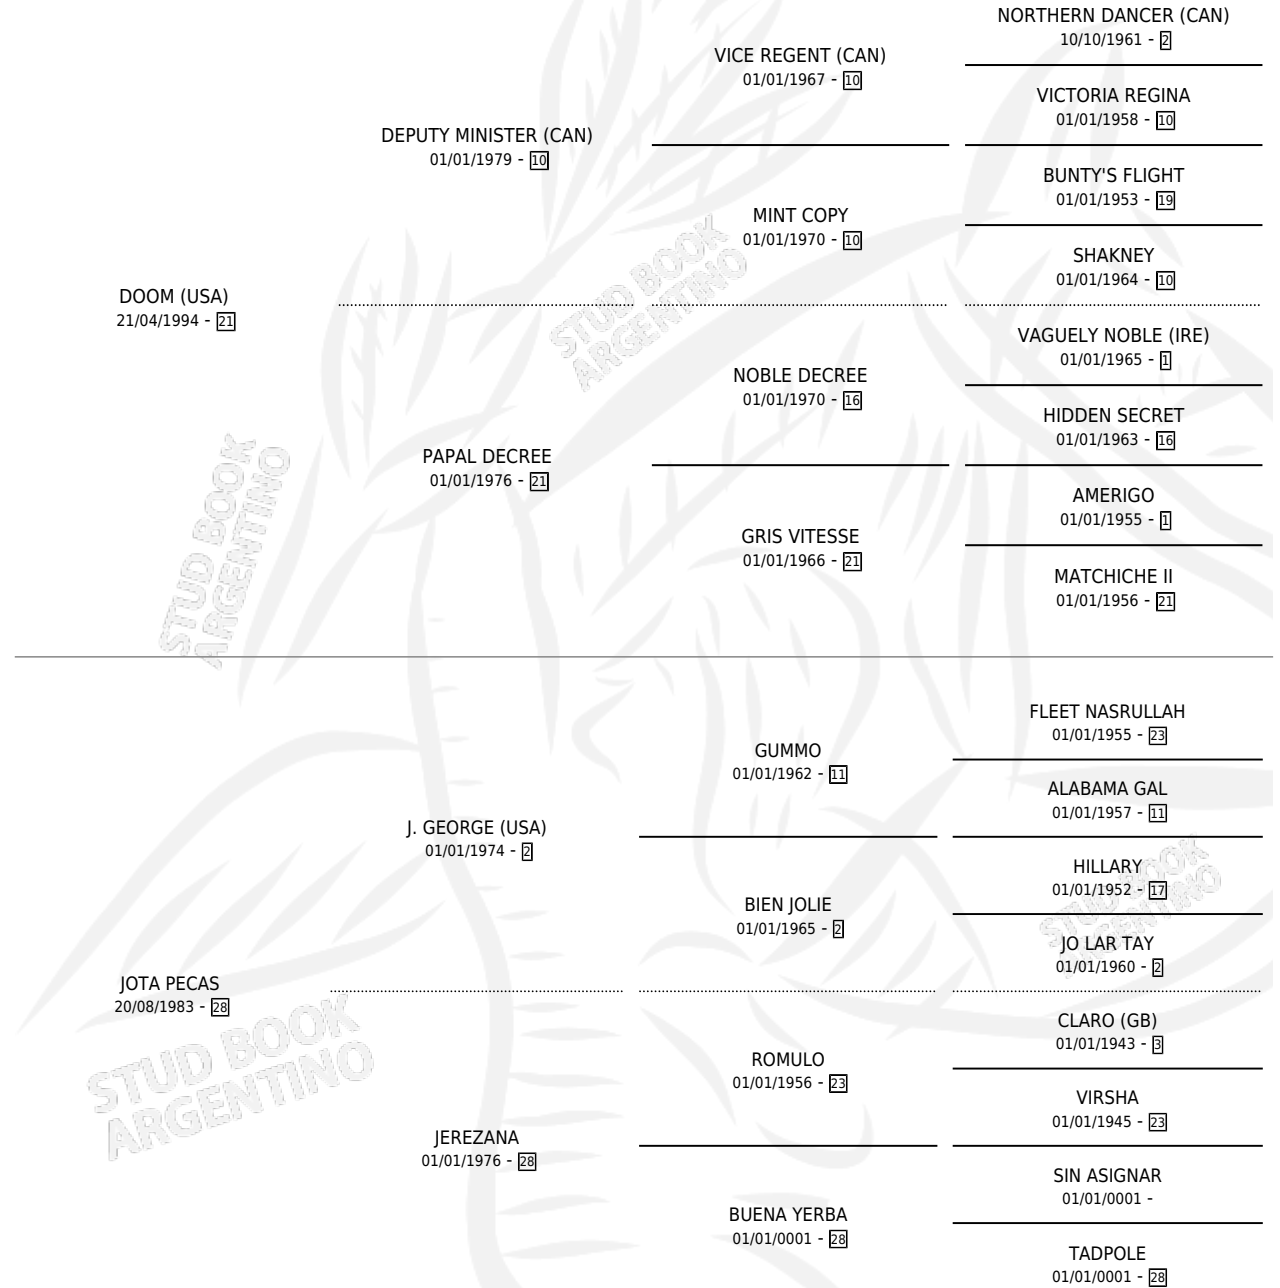 NORTHERN DANCER (CAN)
10/10/1961 - 2
VICE REGENT (CAN)
01/01/1967 - 10
VICTORIA REGINA
01/01/1958 - 10
DEPUTY MINISTER (CAN)
01/01/1979 - 10
BUNTY'S FLIGHT
01/01/1953 - 19
MINT COPY
01/01/1970 - 10
SHAKNEY
01/01/1964 - 10
DOOM (USA)
21/04/1994 - 21
VAGUELY NOBLE (IRE)
01/01/1965 - 1
NOBLE DECREE
01/01/1970 - 16
HIDDEN SECRET
01/01/1963 - 16
PAPAL DECREE
01/01/1976 - 21
AMERIGO
01/01/1955 - 1
GRIS VITESSE
01/01/1966 - 21
MATCHICHE II
01/01/1956 - 21
STUD BOOK
ARGENTINO
STUD BOOK
ARGENTINO
FLEET NASRULLAH
01/01/1955 - 23
GUMMO
01/01/1962 - 11
ALABAMA GAL
01/01/1957 - 11
J. GEORGE (USA)
01/01/1974 - 2
HILLARY
01/01/1952 - 17
BIEN JOLIE
01/01/1965 - 2
JO LAR TAY
01/01/1960 - 2
STUD BOOK
ARGENTINO
JOTA PECAS
20/08/1983 - 28
CLARO (GB)
01/01/1943 - 3
ROMULO
01/01/1956 - 23
VIRSHA
01/01/1945 - 23
JEREZANA
01/01/1976 - 28
SIN ASIGNAR
01/01/0001 -
BUENA YERBA
01/01/0001 - 28
TADPOLE
01/01/0001 - 28
STUD BOOK
ARGENTINO